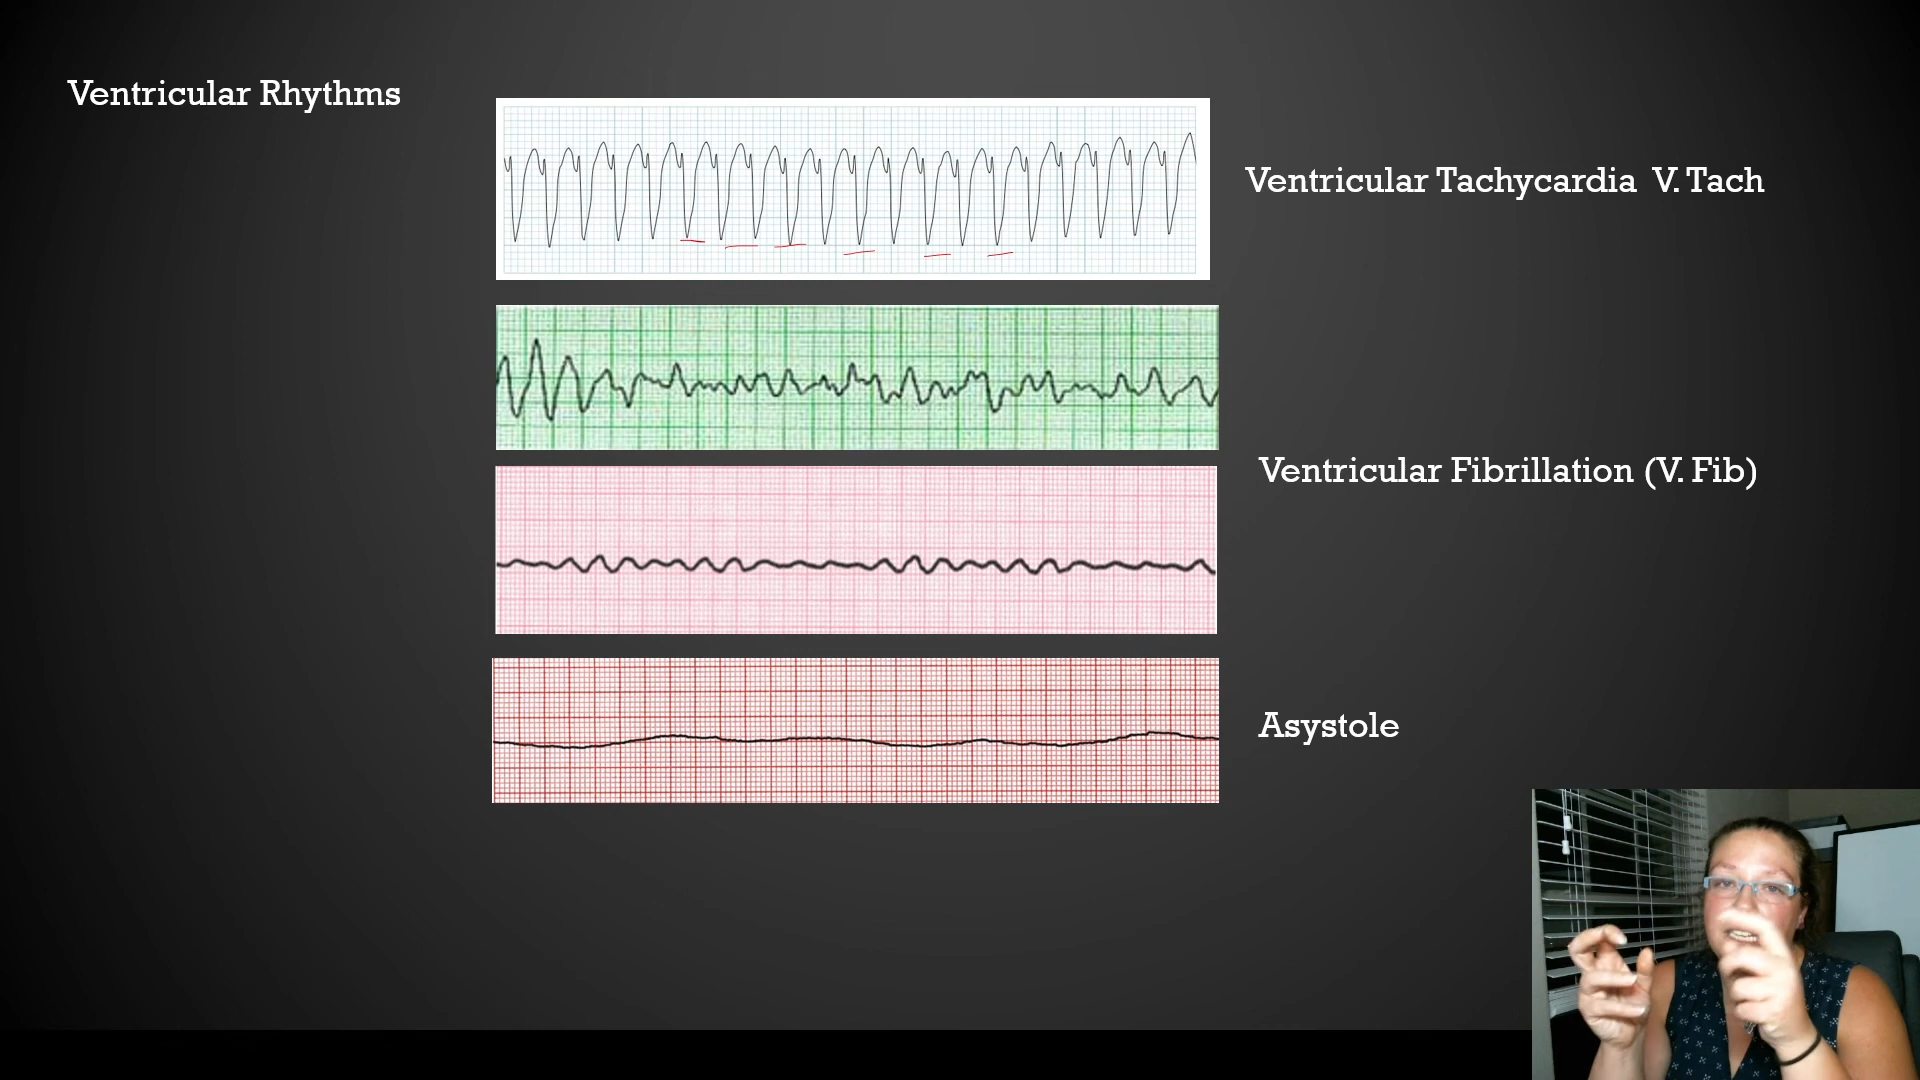 Ventricular Rhythms
Ventricular Tachycardia V. Tach
Ventricular Fibrillation (V. Fib)
Asystole